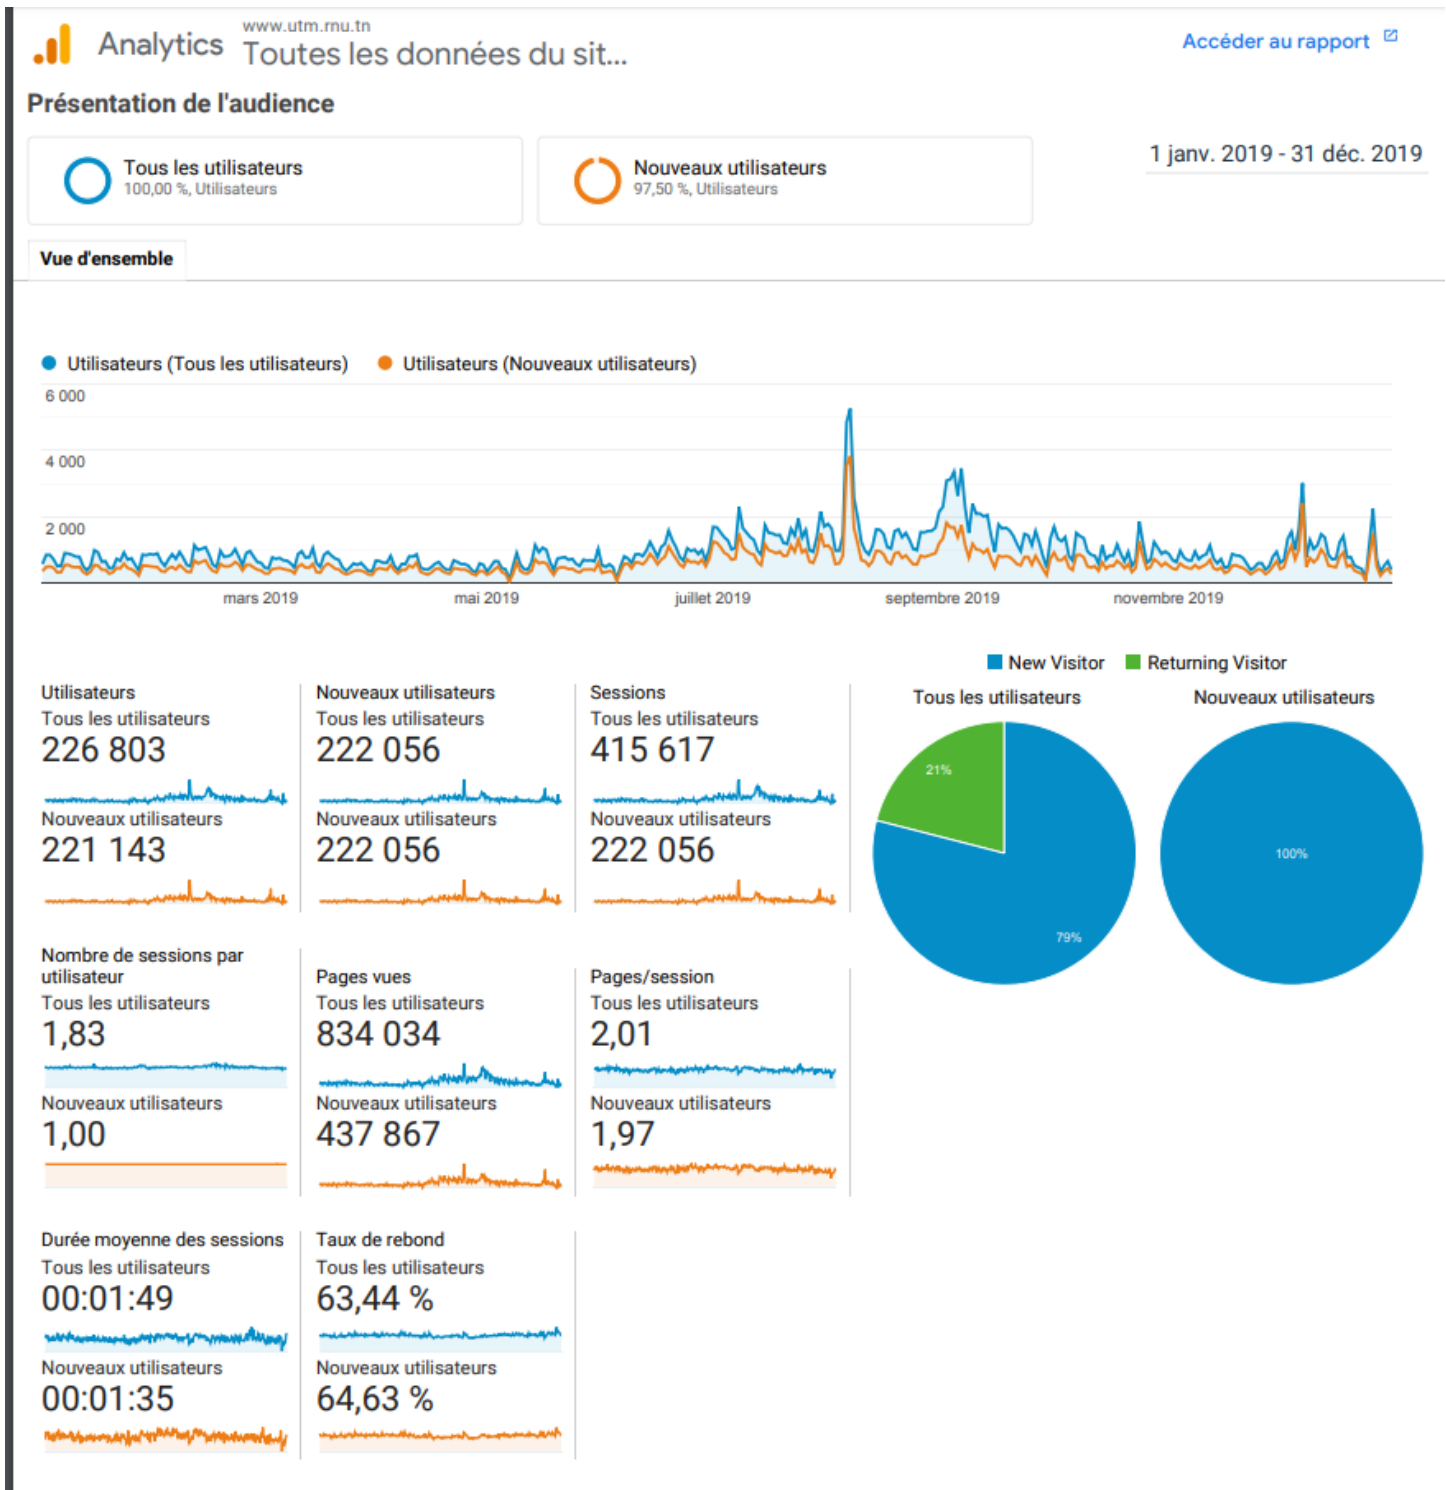 Analytics
www.utm.rnu.tn
Toutes les données du sit...
Accéder au rapport
Présentation de l'audience
Tous les utilisateurs
100,00 %, Utilisateurs
Nouveaux utilisateurs
97,50 %, Utilisateurs
1 janv. 2019 - 31 déc. 2019
Vue d'ensemble
Utilisateurs (Tous les utilisateurs)
Utilisateurs (Nouveaux utilisateurs)
6 000
4 000
2 000
mars 2019
mai 2019
juillet 2019
septembre 2019
novembre 2019
New Visitor
Returning Visitor
Tous les utilisateurs
21%
79%
Nouveaux utilisateurs
100%
Utilisateurs
Tous les utilisateurs
226 803
Nouveaux utilisateurs
221 143
Nouveaux utilisateurs
Tous les utilisateurs
222 056
Nouveaux utilisateurs
222 056
Sessions
Tous les utilisateurs
415 617
Nouveaux utilisateurs
222 056
Nombre de sessions par
utilisateur
Tous les utilisateurs
1,83
Nouveaux utilisateurs
1,00
Pages vues
Tous les utilisateurs
834 034
Nouveaux utilisateurs
437 867
Pages/session
Tous les utilisateurs
2,01
Nouveaux utilisateurs
1,97
Durée moyenne des sessions
Tous les utilisateurs
00:01:49
Nouveaux utilisateurs
00:01:35
Taux de rebond
Tous les utilisateurs
63,44 %
Nouveaux utilisateurs
64,63 %